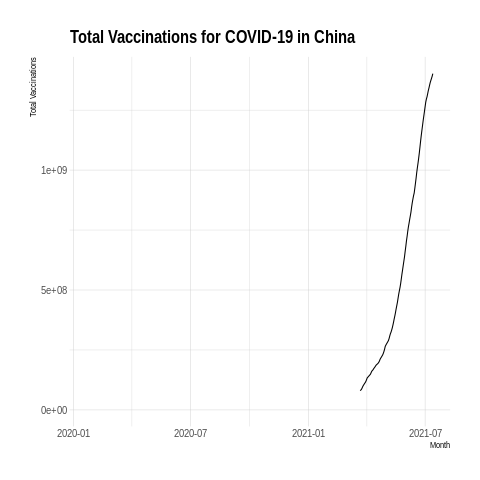 Total Vaccinations for COVID-19 in China
Total Vaccinations
1e+09
5e+08
0e+00
2020-01 2020-07 2021-01 2021-07
Month